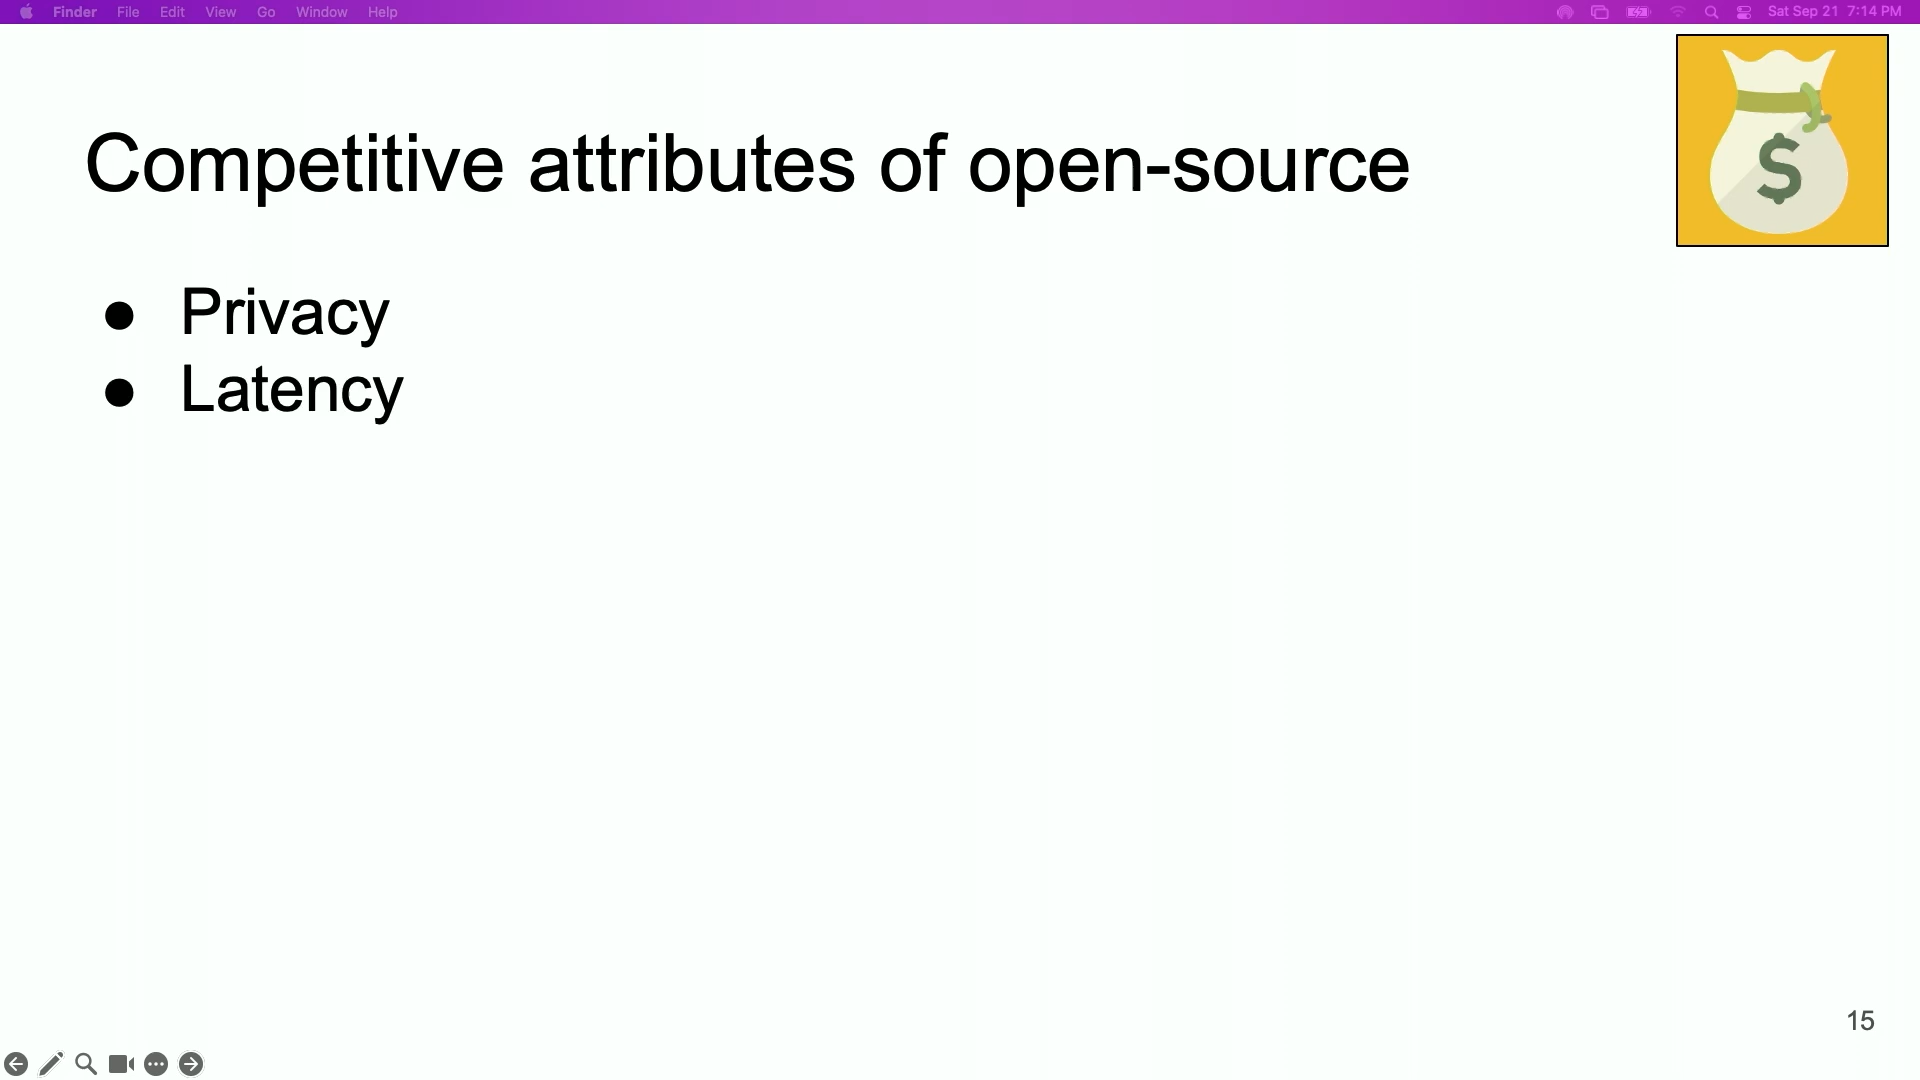 Finder File Edit View Go Window Help Sat Sep 21 7:14 PM
$
Competitive attributes of open-source
● Privacy
● Latency
15